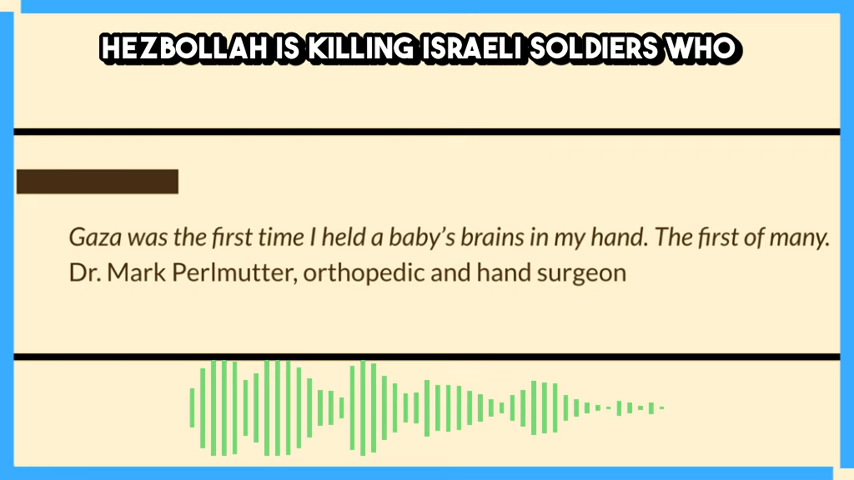 HEZBOLLAH IS KILLING ISRAELI SOLDIERS WHO
Gaza was the first time I held a baby’s brains in my hand. The first of many.
Dr. Mark Perlmutter, orthopedic and hand surgeon